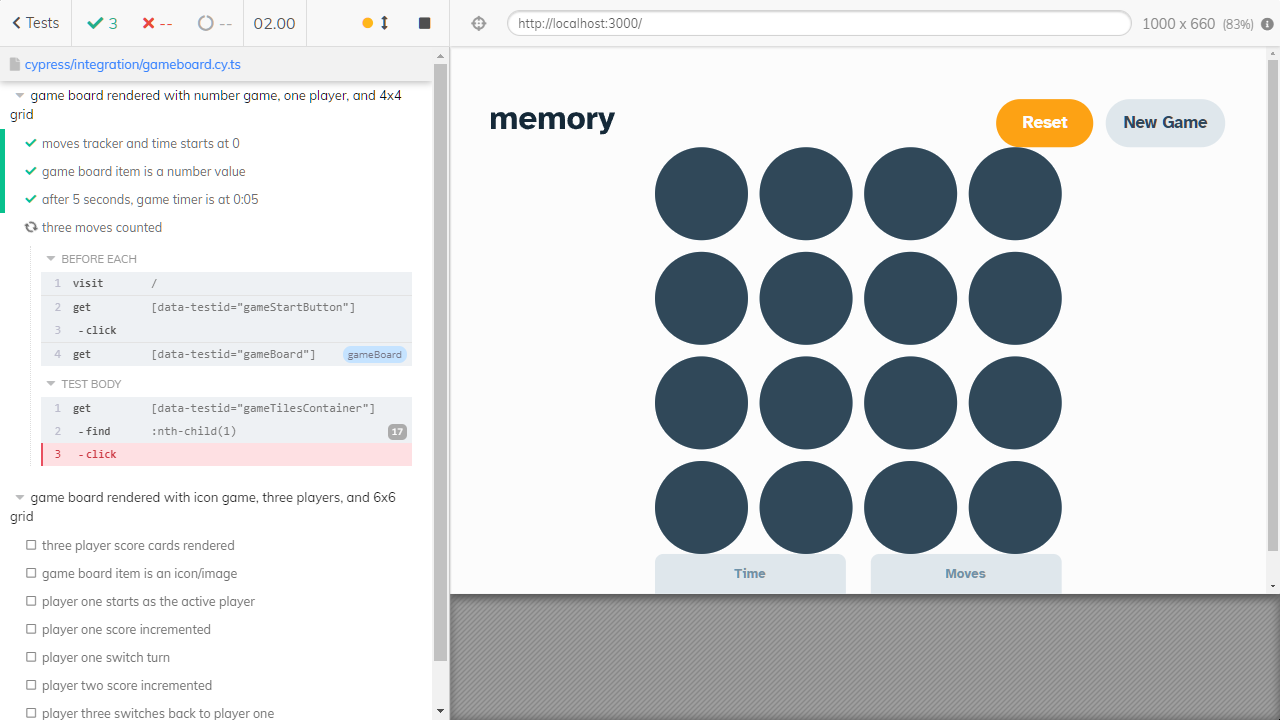 Tests
3
--
--
02.00
http://localhost:3000/
1000 x 660 (83%)
cypress/integration/gameboard.cy.ts
game board rendered with number game, one player, and 4x4
grid
moves tracker and time starts at 0
game board item is a number value
after 5 seconds, game timer is at 0:05
three moves counted
BEFORE EACH
1 visit /
2 get [data-testid="gameStartButton"]
3 -click
4 get [data-testid="gameBoard"] gameBoard
TEST BODY
1 get [data-testid="gameTilesContainer"]
2 -find :nth-child(1) 17
3 -click
game board rendered with icon game, three players, and 6x6
grid
three player score cards rendered
game board item is an icon/image
player one starts as the active player
player one score incremented
player one switch turn
player two score incremented
player three switches back to player one
memory
Reset
New Game
Time
Moves